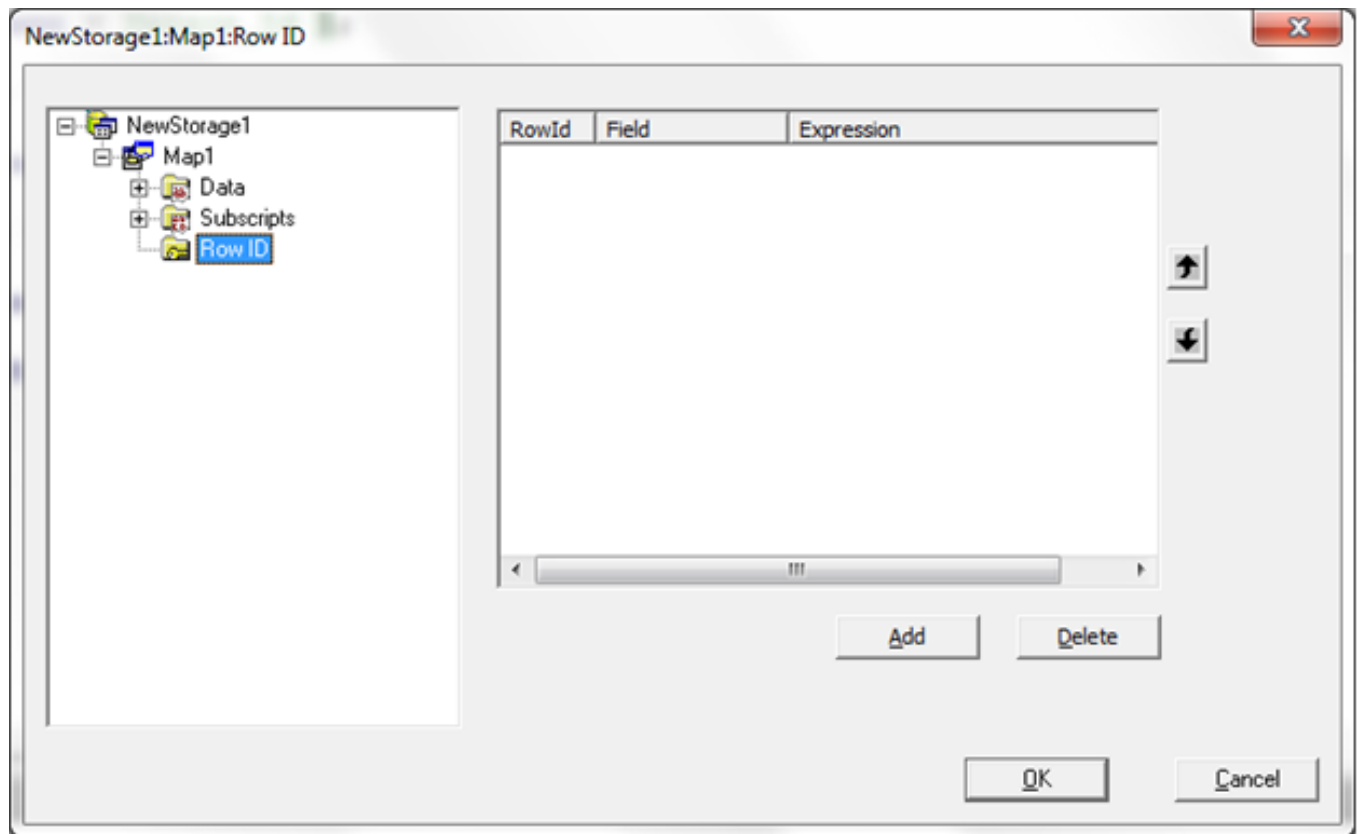 NewStorage1:Map1:Row ID
NewStorage1
Map1
Data
Subscripts
Row ID
RowId Field Expression
Add Delete
OK Cancel